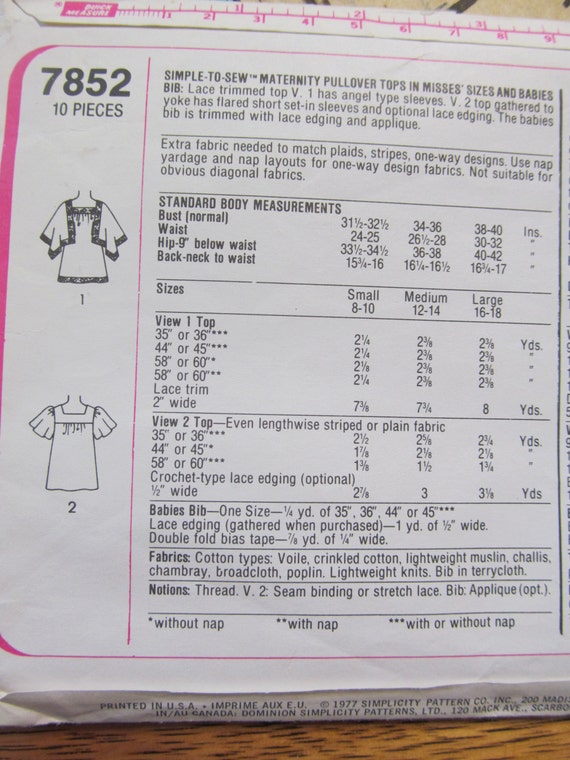 QUICK MEASURE 1 2 3
1 2 3 4 5 6 7 8 9
7852
10 PIECES
SIMPLE-TO-SEW™ MATERNITY PULLOVER TOPS IN MISSES' SIZES AND BABIES
BIB: Lace trimmed top V. 1 has angel type sleeves. V. 2 top gathered to
yoke has flared short set-in sleeves and optional lace edging. The babies
bib is trimmed with lace edging and applique.
Extra fabric needed to match plaids, stripes, one-way designs. Use nap
yardage and nap layouts for one-way design fabrics. Not suitable for
obvious diagonal fabrics.
STANDARD BODY MEASUREMENTS
Bust (normal) 31½-32½ 34-36 38-40 Ins.
Waist 24-25 26½-28 30-32 "
Hip-9" below waist 33½-34½ 36-38 40-42 "
Back-neck to waist 15¾-16 16¼-16½ 16¾-17 "
Sizes Small Medium Large
8-10 12-14 16-18
View 1 Top
35" or 36"*** 2¼ 2⅜ 2⅜ Yds.
44" or 45"*** 2¼ 2⅜ 2⅜ "
58" or 60"* 2⅛ 2⅜ 2⅜ "
58" or 60"** 2¼ 2⅜ 2⅜ "
Lace trim
2" wide 7⅜ 7¾ 8 Yds.
View 2 Top—Even lengthwise striped or plain fabric
35" or 36"*** 2½ 2⅝ 2¾ Yds.
44" or 45"* 1⅞ 2⅛ 2⅛ "
58" or 60"*** 1⅜ 1½ 1¾ "
Crochet-type lace edging (optional)
½" wide 2⅞ 3 3⅛ Yds
Babies Bib—One Size—¼ yd. of 35", 36", 44" or 45"***
Lace edging (gathered when purchased)—1 yd. of ½" wide.
Double fold bias tape—⅞ yd. of ¼" wide.
Fabrics: Cotton types: Voile, crinkled cotton, lightweight muslin, challis,
chambray, broadcloth, poplin. Lightweight knits. Bib in terrycloth.
Notions: Thread. V. 2: Seam binding or stretch lace. Bib: Applique (opt.).
*without nap **with nap ***with or without nap
1
2
PRINTED IN U.S.A. • IMPRIME AUX E.U. © 1977 SIMPLICITY PATTERN CO. INC., 200 MADIS
IN/AU CANADA: DOMINION SIMPLICITY PATTERNS, LTD., 120 MACK AVE., SCARBO